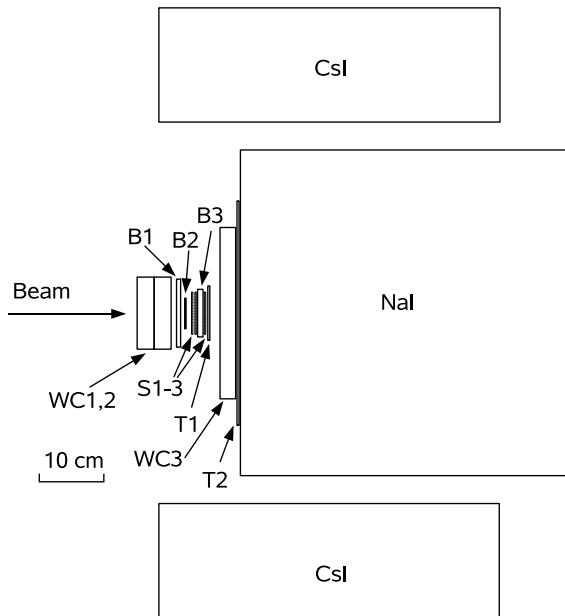 CsI
B3
B1
B2
Beam
NaI
WC1,2
S1-3
T1
WC3
T2
10 cm
CsI